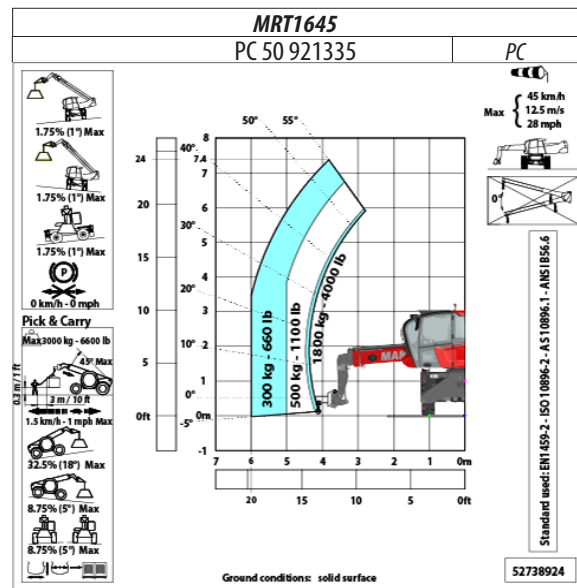 MRT1645
PC 50 921335
PC
1.75% (1°) Max
1.75% (1°) Max
1.75% (1°) Max
P
0 km/h - 0 mph
Pick & Carry
Max 3000 kg - 6600 lb
45° Max
0.3 m / 1 ft
3 m / 10 ft
1.5 km/h - 1 mph Max
32.5% (18°) Max
8.75% (5°) Max
8.75% (5°) Max
50°
55°
40°
30°
20°
10°
0°
-5°
24
20
15
10
5
0ft
8
7.4
7
6
5
4
3
2
1
0m
-1
300 kg - 660 lb
500 kg - 1100 lb
1800 kg - 4000 lb
MAN
7
6
5
4
3
2
1
0m
20
15
10
5
0ft
Max
45 km/h
12.5 m/s
28 mph
0°
Standard used: EN1459-2 - ISO 10896-2 - AS 10896.1 - ANSI B56.6
Ground conditions: solid surface
52738924